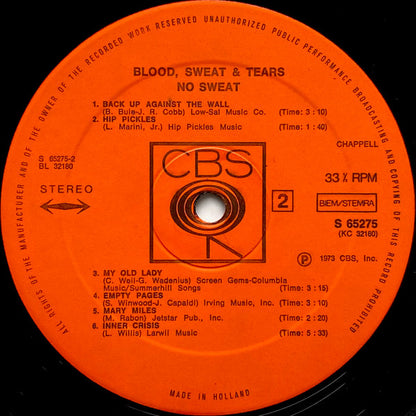 ALL RIGHTS OF THE MANUFACTURER AND OF THE OWNER OF THE RECORDED WORK RESERVED UNAUTHORIZED PUBLIC PERFORMANCE BROADCASTING AND COPYING OF THIS RECORD PROHIBITED
BLOOD, SWEAT & TEARS
NO SWEAT
1. BACK UP AGAINST THE WALL
(B. Buie-J. R. Cobb) Low-Sal Music Co. (Time: 3:10)
2. HIP PICKLES
(L. Marini, Jr.) Hip Pickles Music (Time: 1:40)
CHAPPELL
S 65275-2
BL 32180
STEREO
CBS
2
33⅓ RPM
BIEM/STEMRA
S 65275
(KC 32180)
℗ 1973 CBS, Inc.
3. MY OLD LADY
(C. Weil-G. Wadenius) Screen Gems-Columbia
Music/Summerhill Songs (Time: 3:15)
4. EMPTY PAGES
(S. Winwood-J. Capaldi) Irving Music, Inc. (Time: 3:10)
5. MARY MILES
(M. Rabon) Jetstar Pub., Inc. (Time: 2:20)
6. INNER CRISIS
(L. Willis) Larwil Music (Time: 5:33)
MADE IN HOLLAND